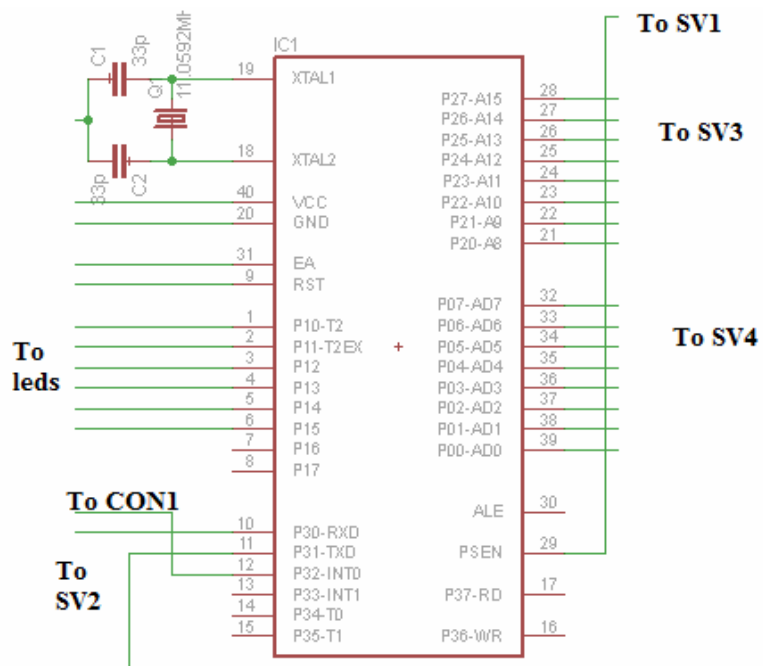 To SV1
IC1
C1
33p
Q1
11.0592MH
19
XTAL1
28
P27-A15
27
P26-A14
To SV3
26
P25-A13
18
XTAL2
25
P24-A12
33p
C2
24
P23-A11
40
VCC
23
P22-A10
20
GND
22
P21-A9
21
P20-A8
31
EA
9
RST
32
P07-AD7
1
P10-T2
33
P06-AD6
To
leds
2
P11-T2EX
34
P05-AD5
To SV4
3
P12
35
P04-AD4
4
P13
36
P03-AD3
5
P14
37
P02-AD2
6
P15
38
P01-AD1
7
P16
39
P00-AD0
8
P17
To CON1
30
ALE
10
P30-RXD
11
P31-TXD
29
PSEN
To
SV2
12
P32-INT0
13
P33-INT1
17
P37-RD
14
P34-T0
15
P35-T1
16
P36-WR